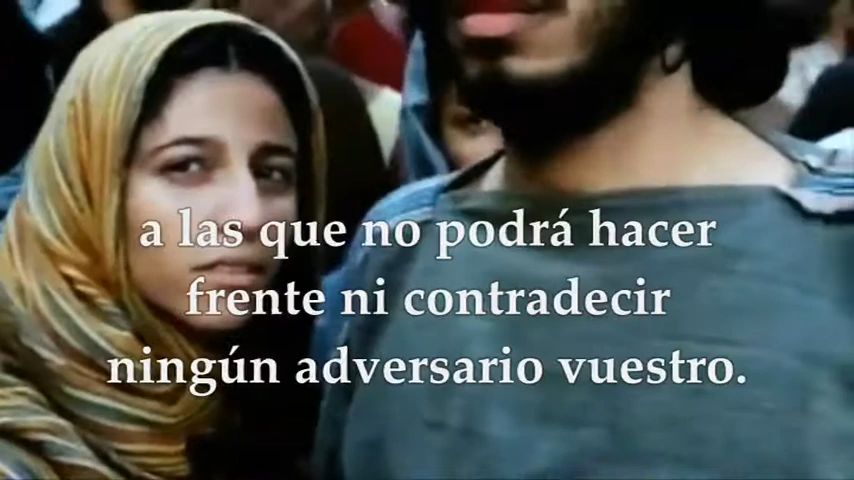 a las que no podrá hacer
frente ni contradecir
ningún adversario vuestro.